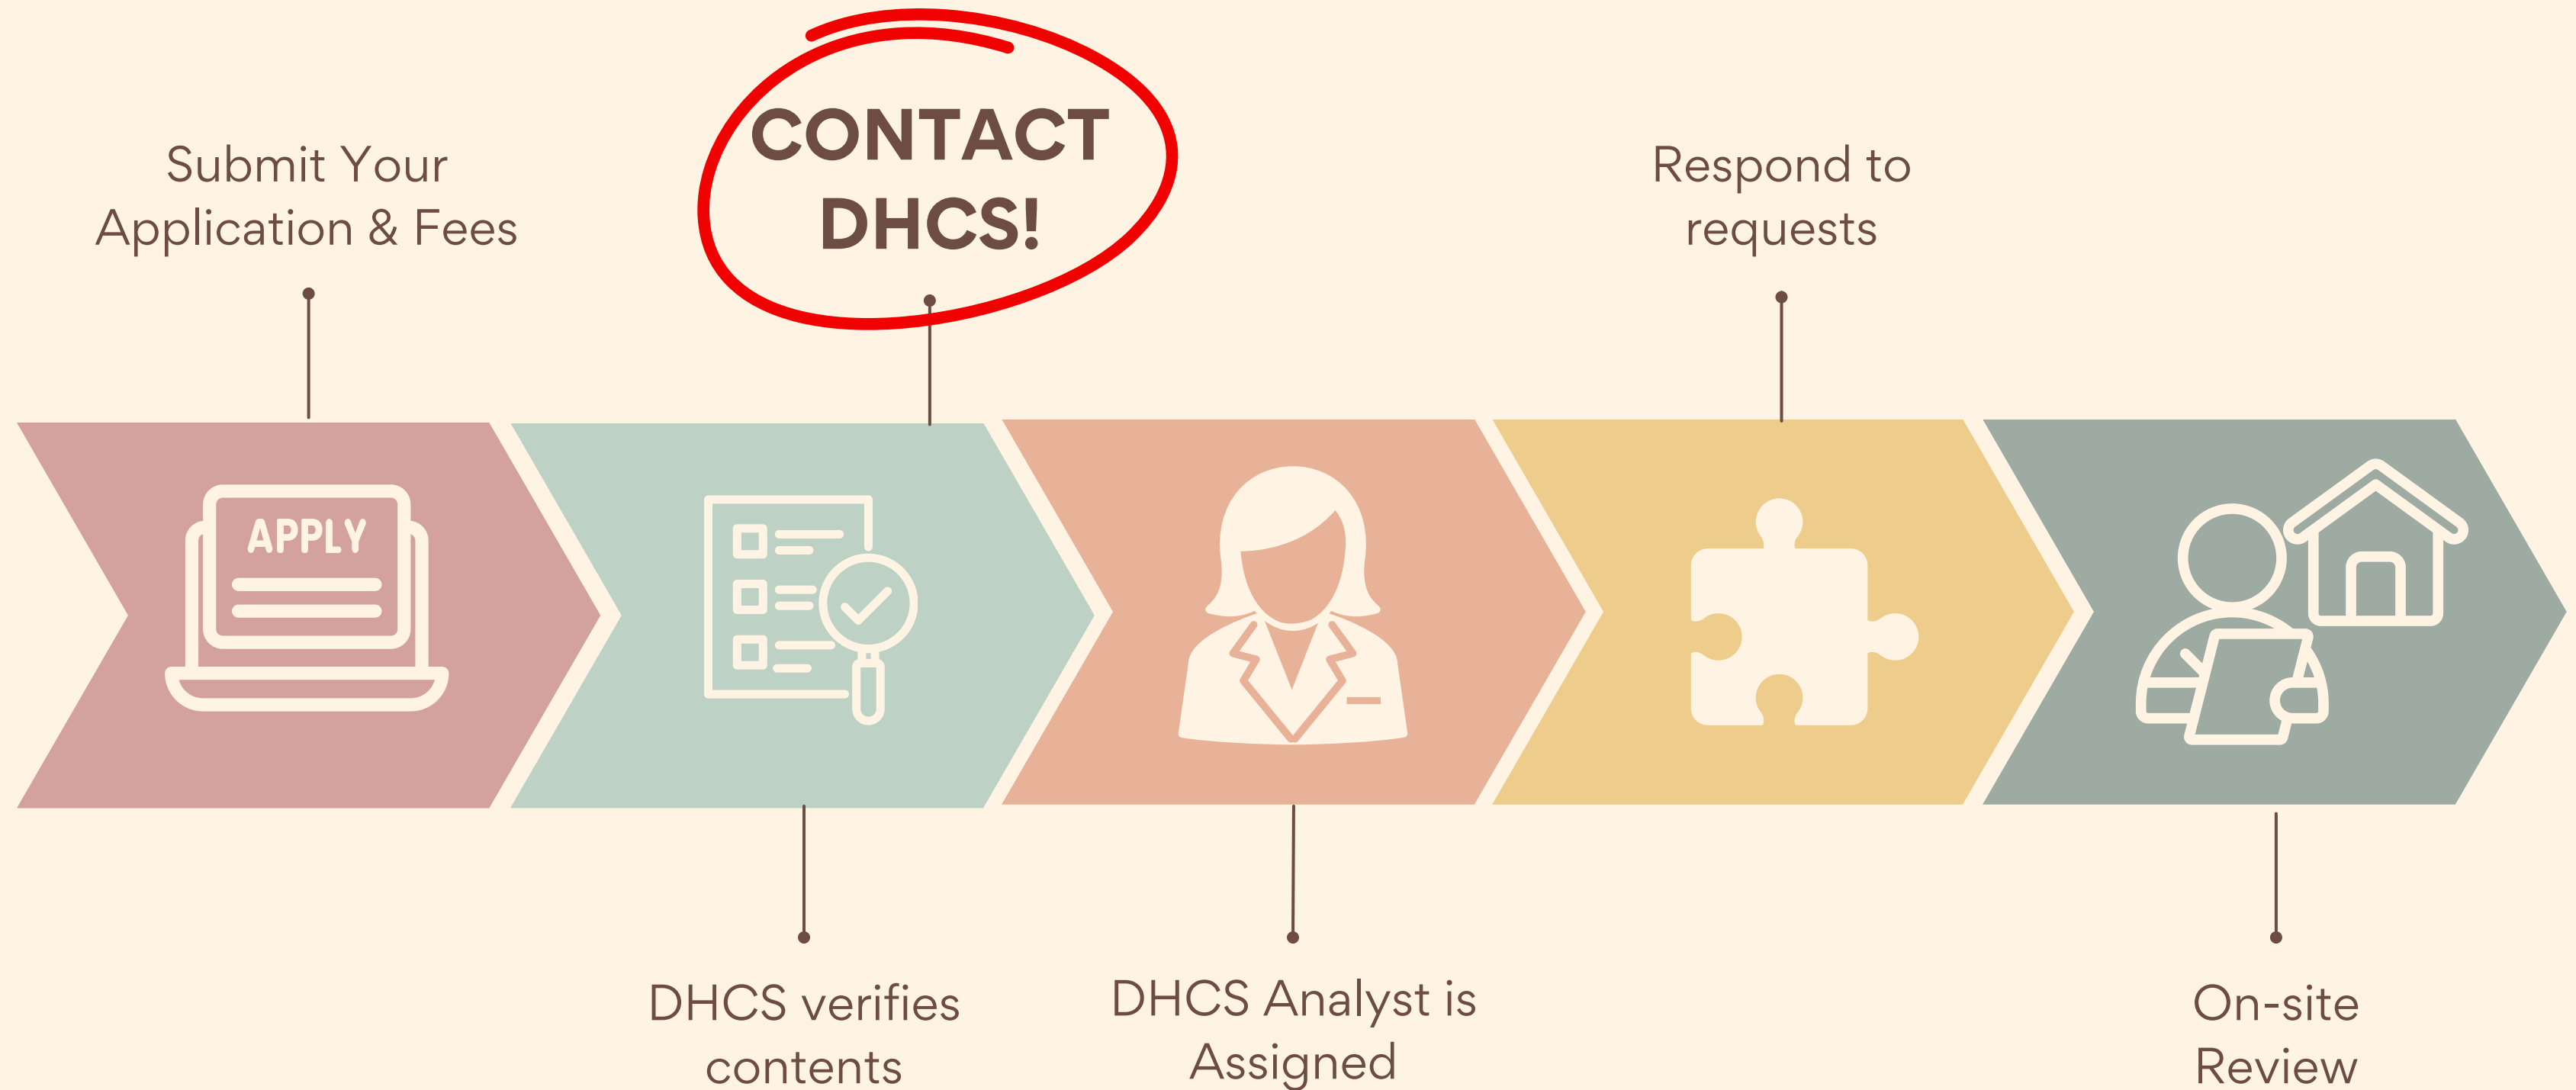 Submit Your
Application & Fees
CONTACT
DHCS!
Respond to
requests
APPLY
DHCS verifies
contents
DHCS Analyst is
Assigned
On-site
Review